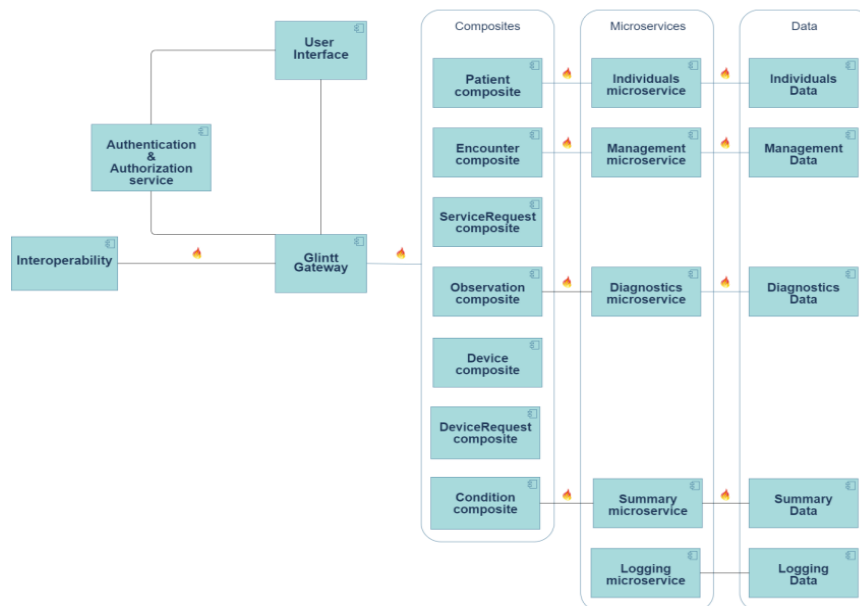 User
Interface
Authentication
&
Authorization
service
Interoperability
Glintt
Gateway
Composites
Patient
composite
Encounter
composite
ServiceRequest
composite
Observation
composite
Device
composite
DeviceRequest
composite
Condition
composite
Microservices
Individuals
microservice
Management
microservice
Diagnostics
microservice
Summary
microservice
Logging
microservice
Data
Individuals
Data
Management
Data
Diagnostics
Data
Summary
Data
Logging
Data